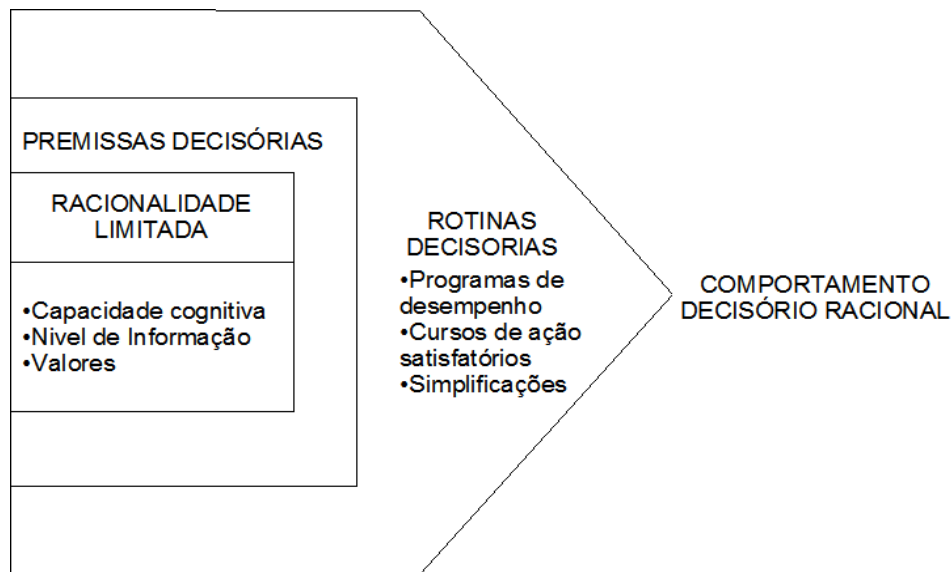 PREMISSAS DECISÓRIAS
RACIONALIDADE
LIMITADA
•Capacidade cognitiva
•Nivel de Informação
•Valores
ROTINAS
DECISORIAS
•Programas de
desempenho
•Cursos de ação
satisfatórios
•Simplificações
COMPORTAMENTO
DECISÓRIO RACIONAL